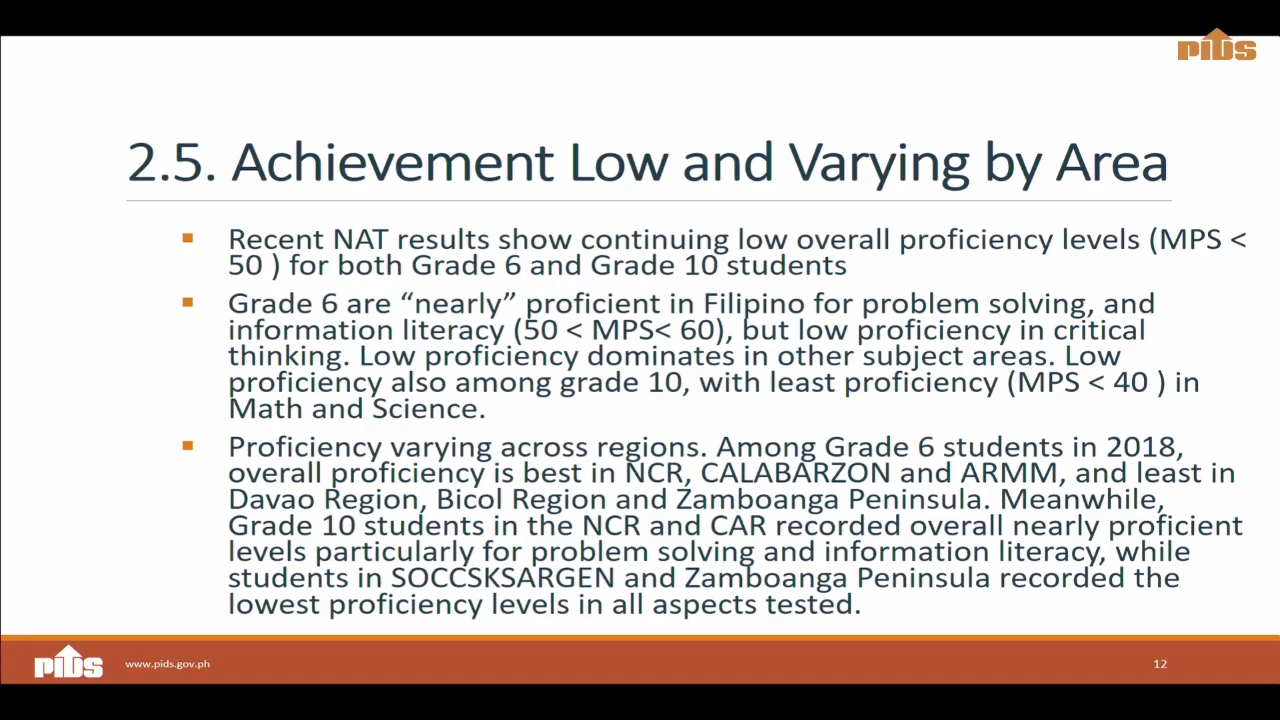 PIDS
2.5. Achievement Low and Varying by Area
Recent NAT results show continuing low overall proficiency levels (MPS <
50 ) for both Grade 6 and Grade 10 students
Grade 6 are “nearly” proficient in Filipino for problem solving, and
information literacy (50 < MPS< 60), but low proficiency in critical
thinking. Low proficiency dominates in other subject areas. Low
proficiency also among grade 10, with least proficiency (MPS < 40 ) in
Math and Science.
Proficiency varying across regions. Among Grade 6 students in 2018,
overall proficiency is best in NCR, CALABARZON and ARMM, and least in
Davao Region, Bicol Region and Zamboanga Peninsula. Meanwhile,
Grade 10 students in the NCR and CAR recorded overall nearly proficient
levels particularly for problem solving and information literacy, while
students in SOCCSKSARGEN and Zamboanga Peninsula recorded the
lowest proficiency levels in all aspects tested.
PIDS
www.pids.gov.ph
12